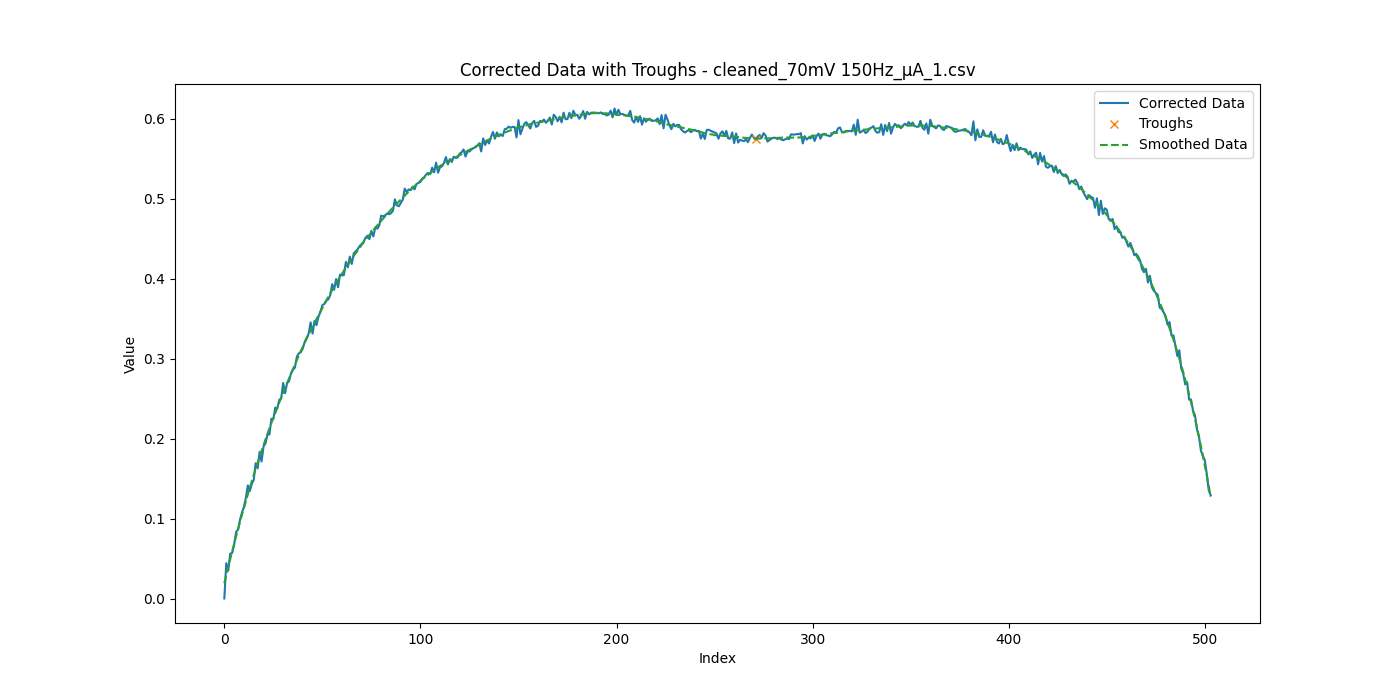 Corrected Data with Troughs - cleaned_70mV 150Hz_μA_1.csv
Corrected Data
Troughs
Smoothed Data
Value
0.6
0.5
0.4
0.3
0.2
0.1
0.0
0 100 200 300 400 500
Index